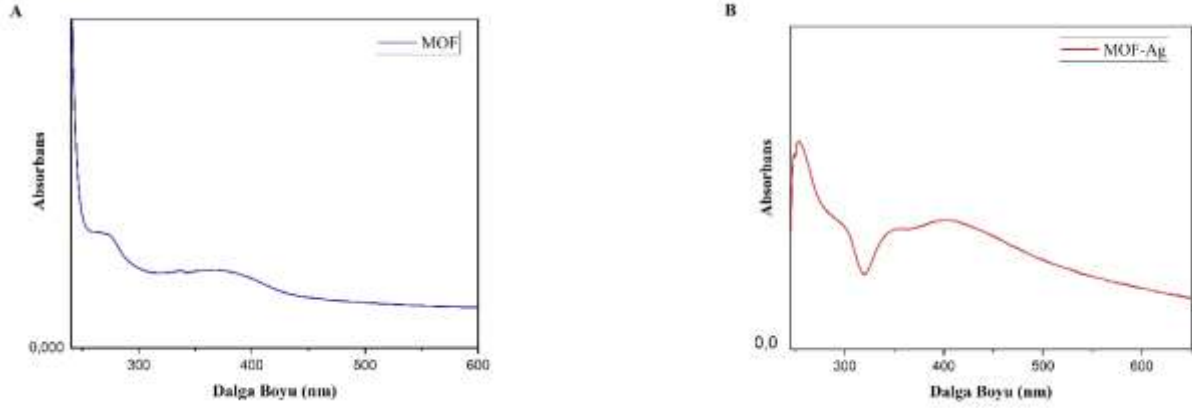 A
MOF
Absorbans
0,000
300
400
500
600
Dalga Boyu (nm)
B
MOF-Ag
Absorbans
0,0
300
400
500
600
Dalga Boyu (nm)